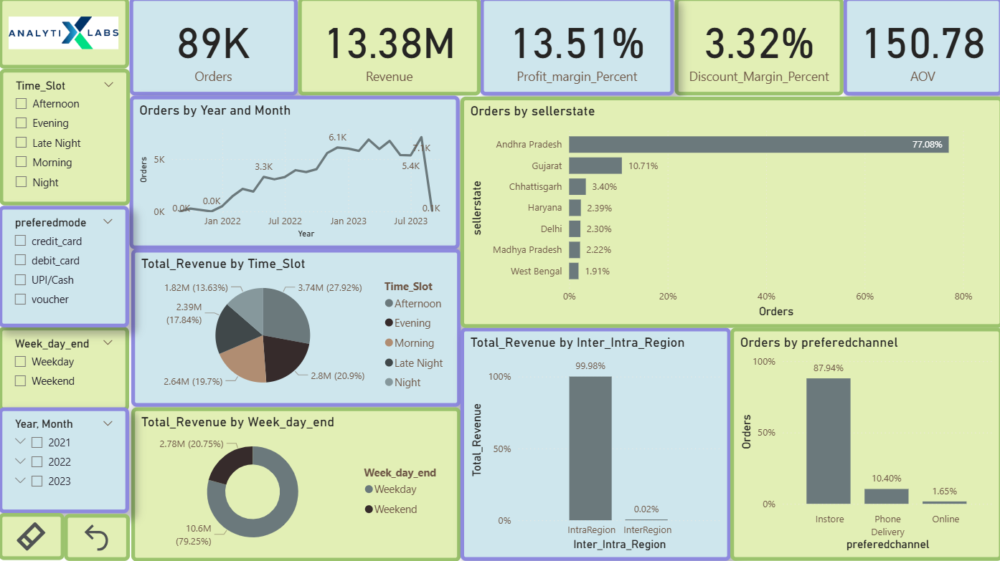 ANALYTI X LABS
89K
Orders
13.38M
Revenue
13.51%
Profit_margin_Percent
3.32%
Discount_Margin_Percent
150.78
AOV
Time_Slot
Afternoon
Evening
Late Night
Morning
Night
preferedmode
credit_card
debit_card
UPI/Cash
voucher
Week_day_end
Weekday
Weekend
Year, Month
2021
2022
2023
Orders by Year and Month
Orders
5K
0K
0.0K
0.0K
3.3K
6.1K
7.1K
5.4K
0.1K
Jan 2022
Jul 2022
Jan 2023
Jul 2023
Year
Total_Revenue by Time_Slot
1.82M (13.63%)
3.74M (27.92%)
2.39M
(17.84%)
2.64M (19.7%)
2.8M (20.9%)
Time_Slot
Afternoon
Evening
Morning
Late Night
Night
Total_Revenue by Week_day_end
2.78M (20.75%)
10.6M
(79.25%)
Week_day_end
Weekday
Weekend
Orders by sellerstate
sellerstate
Andhra Pradesh
77.08%
Gujarat
10.71%
Chhattisgarh
3.40%
Haryana
2.39%
Delhi
2.30%
Madhya Pradesh
2.22%
West Bengal
1.91%
0%
20%
40%
60%
80%
Orders
Total_Revenue by Inter_Intra_Region
Total_Revenue
100%
50%
0%
99.98%
0.02%
IntraRegion
InterRegion
Inter_Intra_Region
Orders by preferedchannel
Orders
100%
50%
0%
87.94%
10.40%
1.65%
Instore
Phone
Delivery
Online
preferedchannel